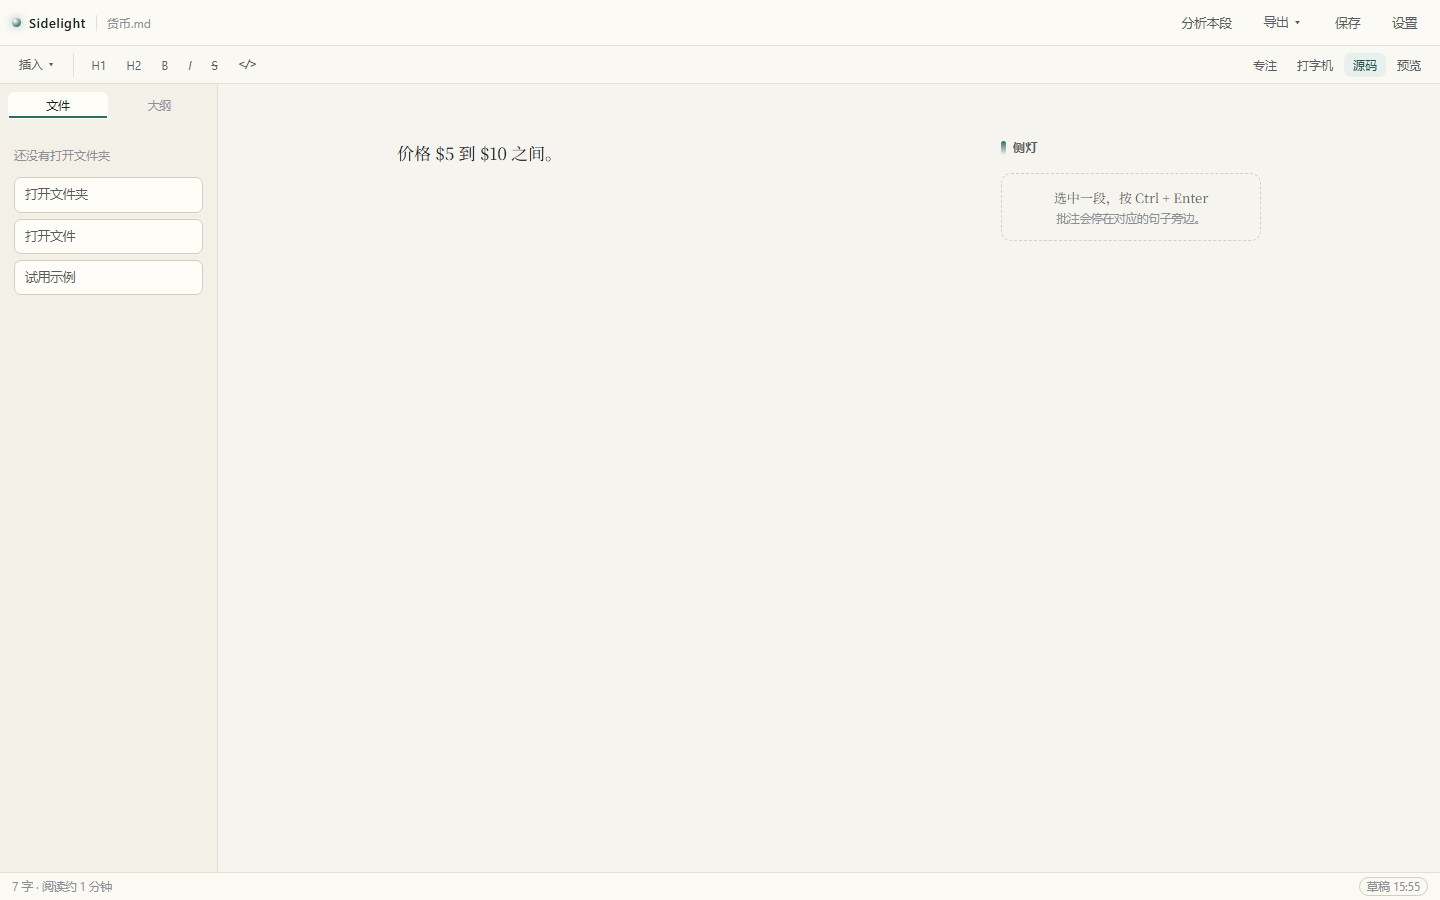 Sidelight 货币.md 分析本段 导出 保存 设置
插入 H1 H2 B I S </> 专注 打字机 源码 预览
文件 大纲
还没有打开文件夹
打开文件夹
打开文件
试用示例
价格 $5 到 $10 之间。
侧灯
选中一段，按 Ctrl + Enter
批注会停在对应的句子旁边。
7 字 · 阅读约 1 分钟 草稿 15:55